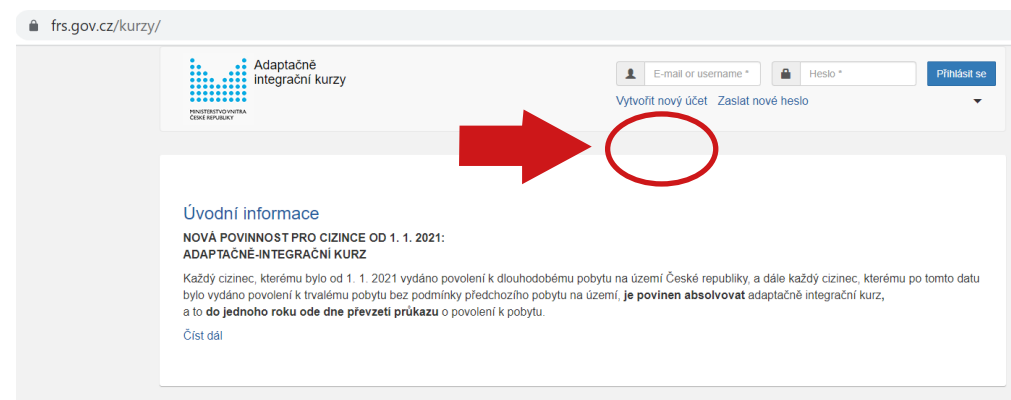 frs.gov.cz/kurzy/
Adaptačně
integrační kurzy
MINISTERSTVO VNITRA
ČESKÉ REPUBLIKY
E-mail or username *
Heslo *
Přihlásit se
Vytvořit nový účet Zaslat nové heslo
Úvodní informace
NOVÁ POVINNOST PRO CIZINCE OD 1. 1. 2021:
ADAPTAČNĚ-INTEGRAČNÍ KURZ
Každý cizinec, kterému bylo od 1. 1. 2021 vydáno povolení k dlouhodobému pobytu na území České republiky, a dále každý cizinec, kterému po tomto datu
bylo vydáno povolení k trvalému pobytu bez podmínky předchozího pobytu na území, je povinen absolvovat adaptačně integrační kurz,
a to do jednoho roku ode dne převzetí průkazu o povolení k pobytu.
Číst dál